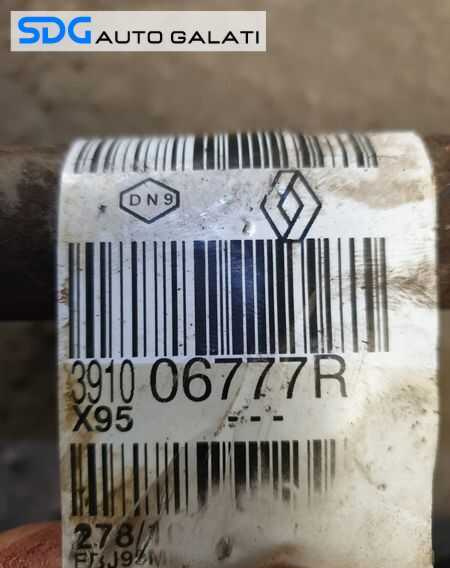 SDG AUTO GALATI
DN9
3910 06777R
X95 ---